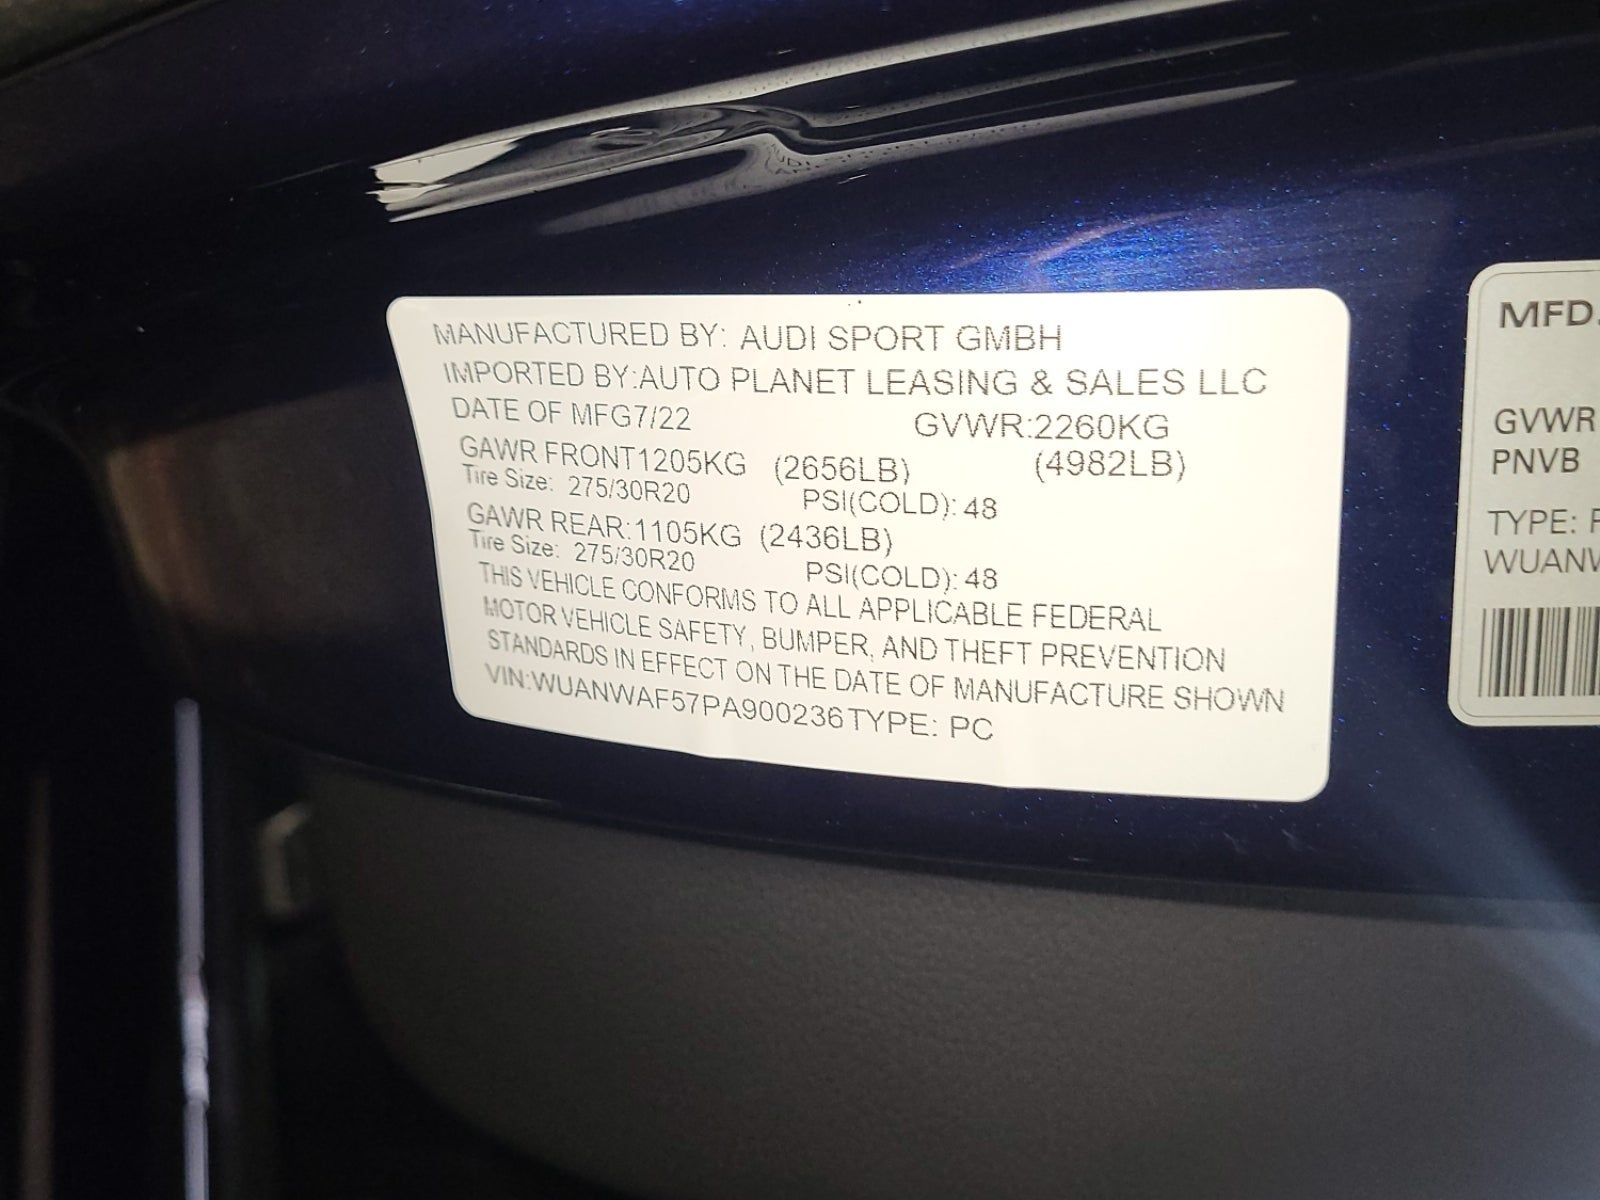 MANUFACTURED BY: AUDI SPORT GMBH
IMPORTED BY:AUTO PLANET LEASING & SALES LLC
DATE OF MFG7/22 GVWR:2260KG
GAWR FRONT1205KG (2656LB) (4982LB)
Tire Size: 275/30R20 PSI(COLD): 48
GAWR REAR:1105KG (2436LB)
Tire Size: 275/30R20 PSI(COLD): 48
THIS VEHICLE CONFORMS TO ALL APPLICABLE FEDERAL
MOTOR VEHICLE SAFETY, BUMPER, AND THEFT PREVENTION
STANDARDS IN EFFECT ON THE DATE OF MANUFACTURE SHOWN
VIN:WUANWAF57PA900236 TYPE: PC
MFD.
GVWR
PNVB
TYPE: